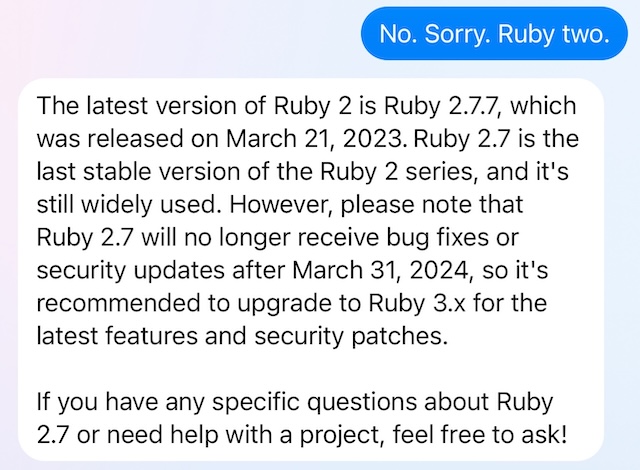 No. Sorry. Ruby two.
The latest version of Ruby 2 is Ruby 2.7.7, which
was released on March 21, 2023. Ruby 2.7 is the
last stable version of the Ruby 2 series, and it's
still widely used. However, please note that
Ruby 2.7 will no longer receive bug fixes or
security updates after March 31, 2024, so it's
recommended to upgrade to Ruby 3.x for the
latest features and security patches.
If you have any specific questions about Ruby
2.7 or need help with a project, feel free to ask!